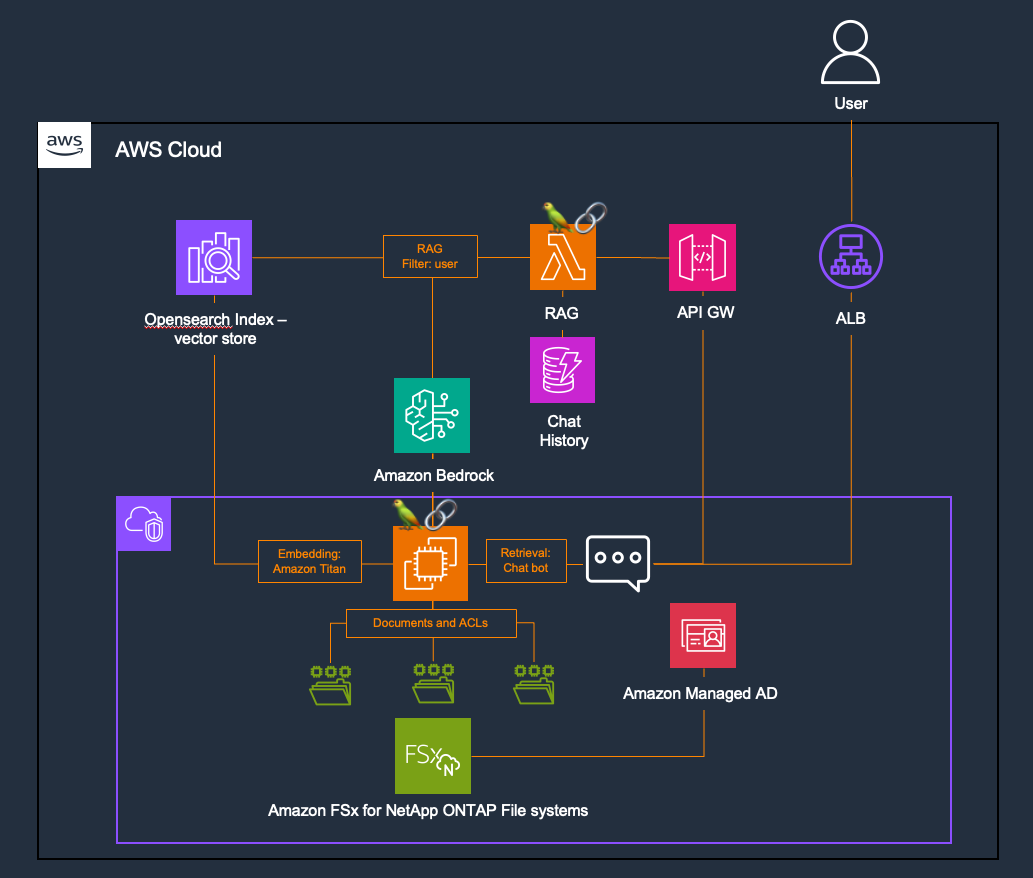 User
aws
AWS Cloud
RAG
Filter: user
</>
Opensearch Index –
vector store
RAG
API GW
ALB
Chat
History
Amazon Bedrock
Embedding:
Amazon Titan
Retrieval:
Chat bot
Documents and ACLs
Amazon Managed AD
FSx
N
Amazon FSx for NetApp ONTAP File systems